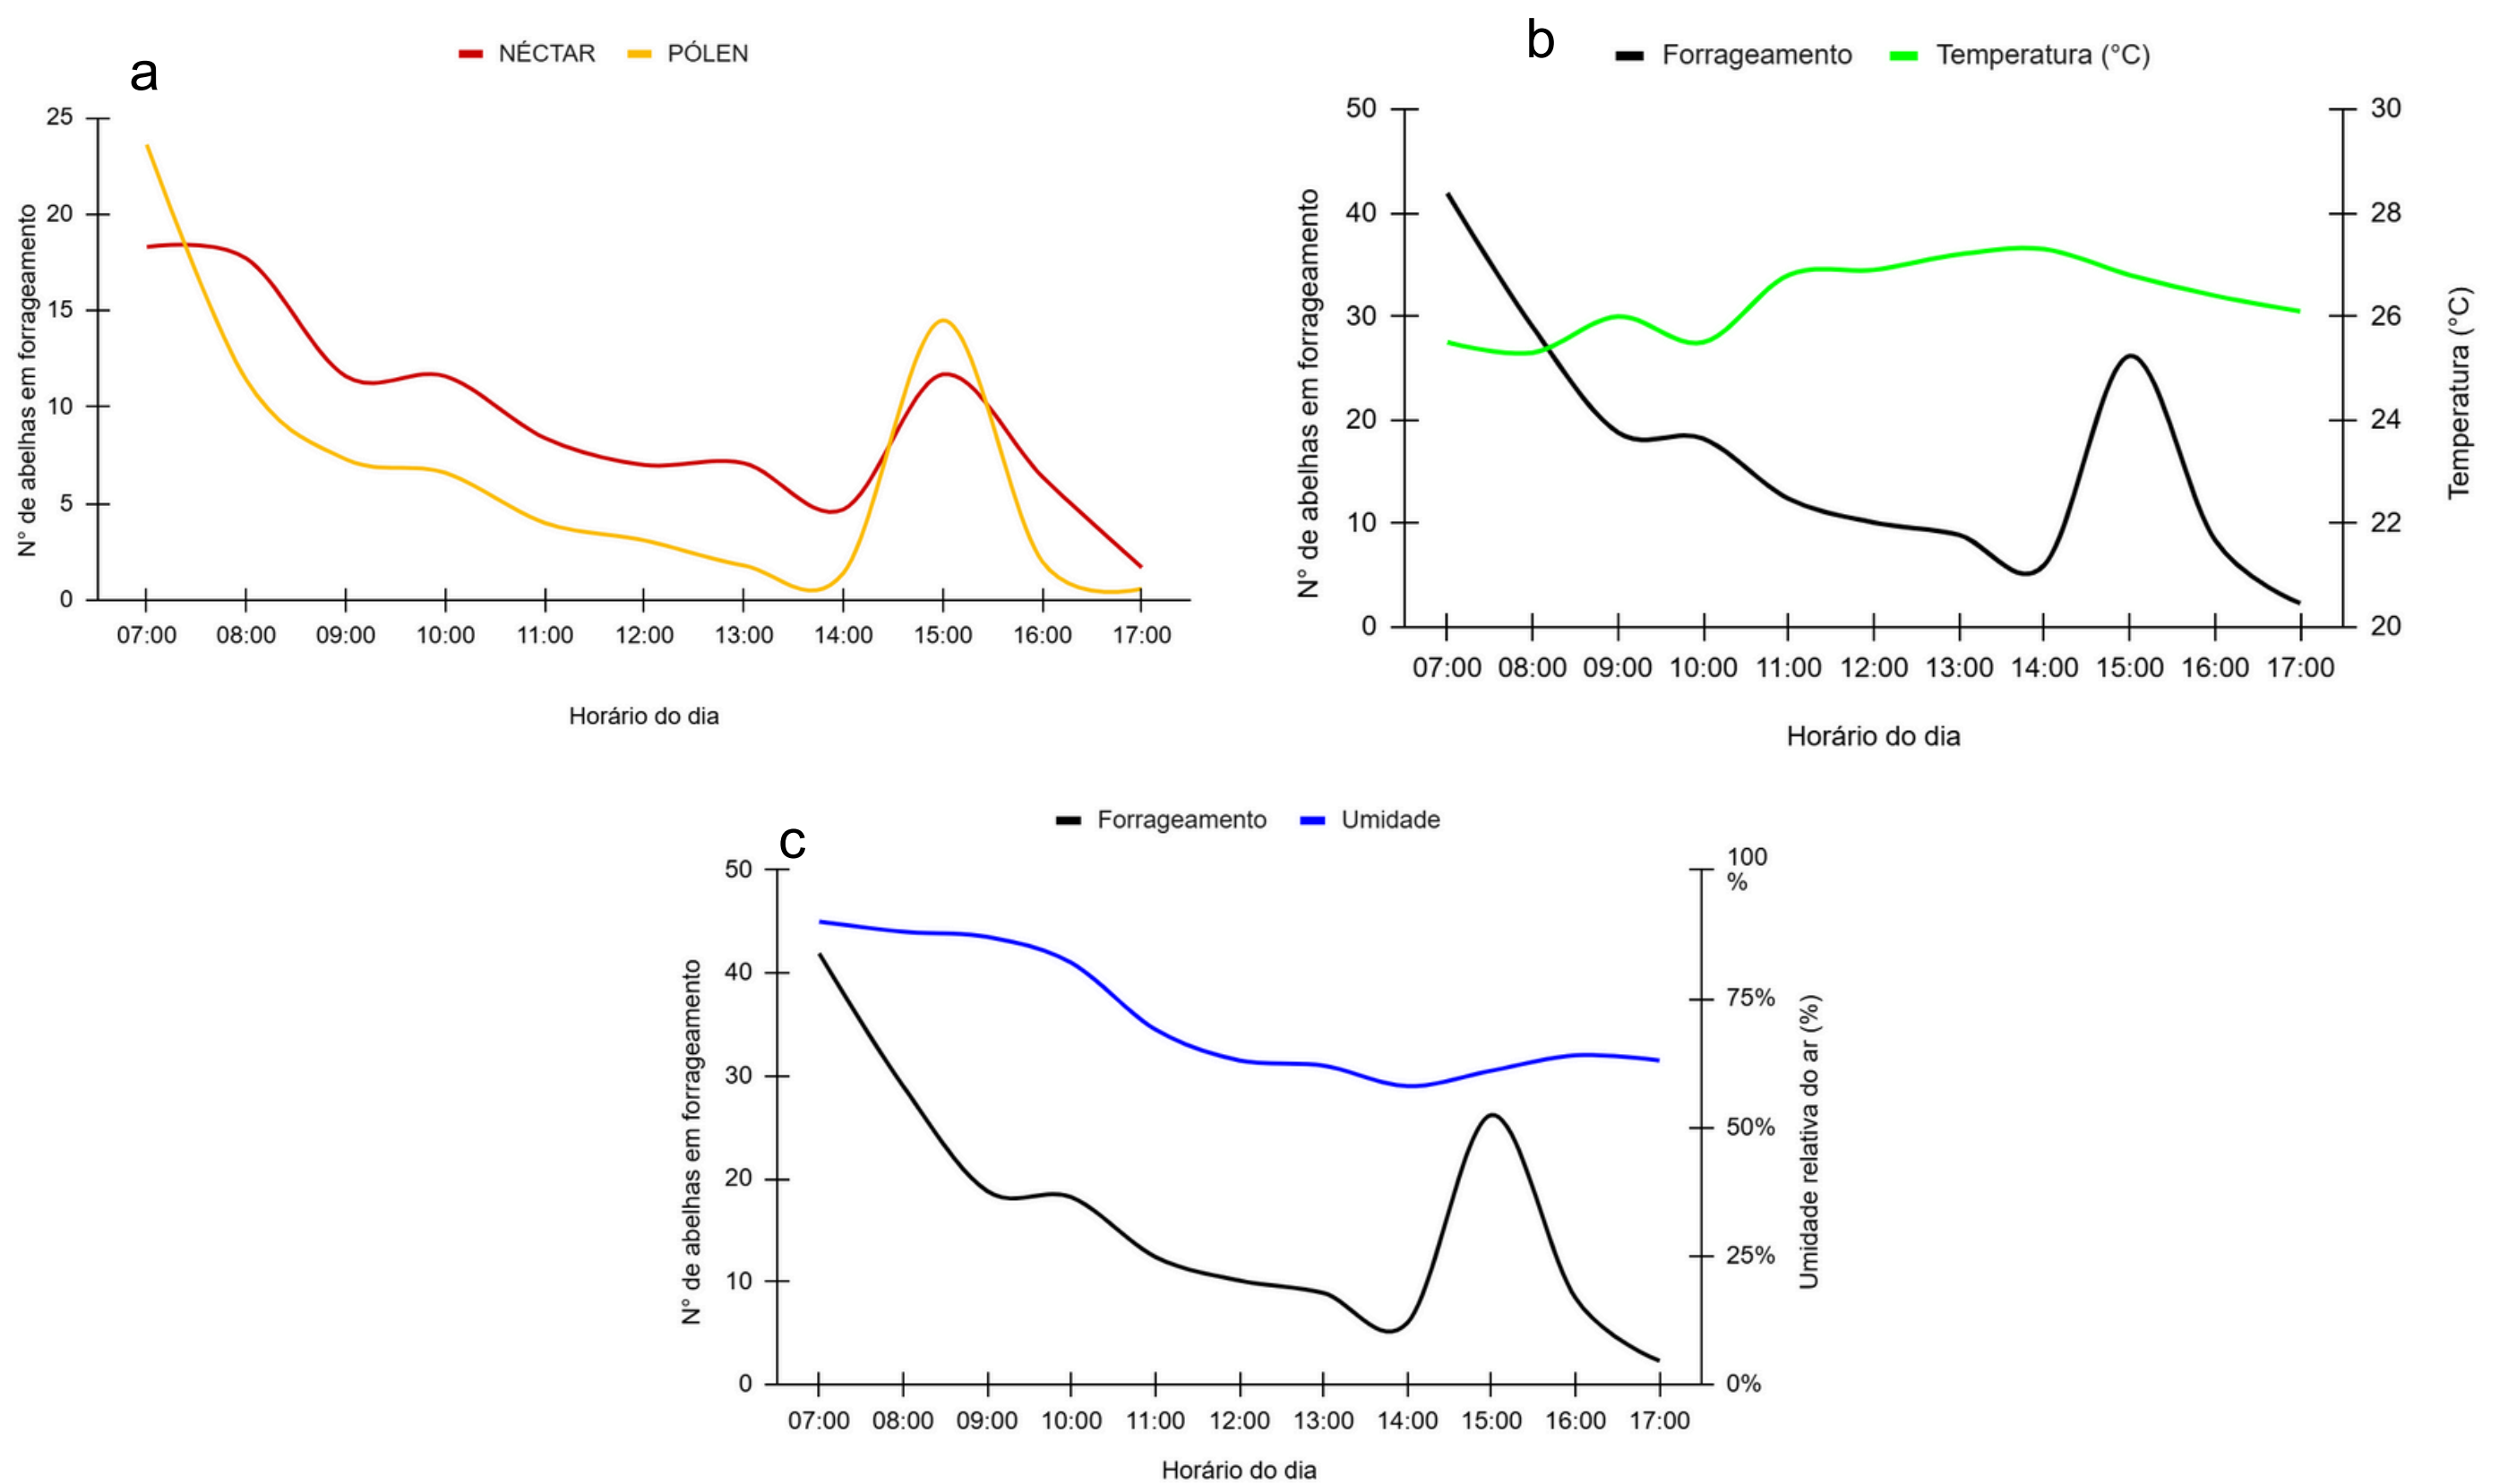 a
NÉCTAR PÓLEN
N° de abelhas em forrageamento
25
20
15
10
5
0
07:00 08:00 09:00 10:00 11:00 12:00 13:00 14:00 15:00 16:00 17:00
Horário do dia
b
Forrageamento Temperatura (°C)
N° de abelhas em forrageamento
50
40
30
20
10
0
30
28
26
24
22
20
Temperatura (°C)
07:00 08:00 09:00 10:00 11:00 12:00 13:00 14:00 15:00 16:00 17:00
Horário do dia
c
Forrageamento Umidade
N° de abelhas em forrageamento
50
40
30
20
10
0
100
%
75%
50%
25%
0%
Umidade relativa do ar (%)
07:00 08:00 09:00 10:00 11:00 12:00 13:00 14:00 15:00 16:00 17:00
Horário do dia